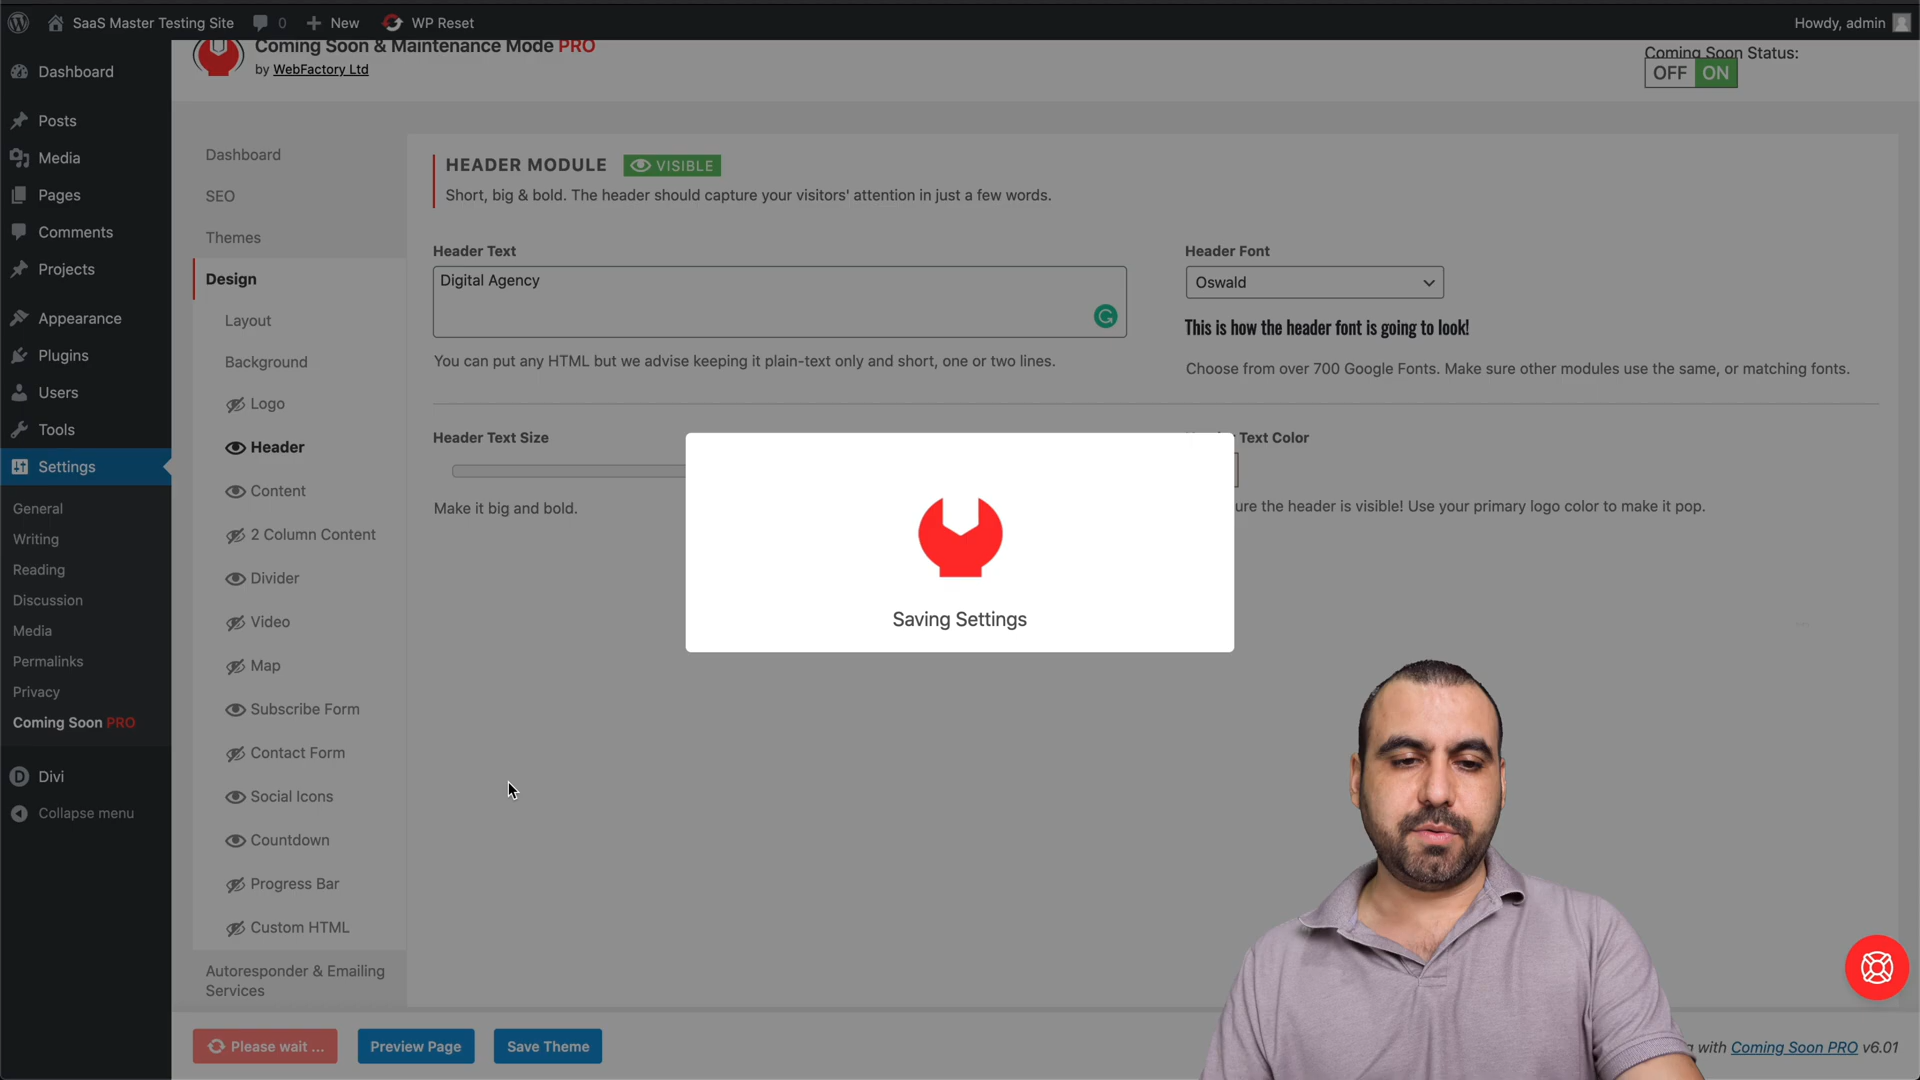 SaaS Master Testing Site
0
New
WP Reset
Howdy, admin
Dashboard
Posts
Media
Pages
Comments
Projects
Appearance
Plugins
Users
Tools
Settings
General
Writing
Reading
Discussion
Media
Permalinks
Privacy
Coming Soon PRO
Divi
Collapse menu
Coming Soon & Maintenance Mode PRO
by WebFactory Ltd
Coming Soon Status:
OFF ON
Dashboard
SEO
Themes
Design
Layout
Background
Logo
Header
Content
2 Column Content
Divider
Video
Map
Subscribe Form
Contact Form
Social Icons
Countdown
Progress Bar
Custom HTML
Autoresponder & Emailing
Services
HEADER MODULE VISIBLE
Short, big & bold. The header should capture your visitors' attention in just a few words.
Header Text
Digital Agency
You can put any HTML but we advise keeping it plain-text only and short, one or two lines.
Header Font
Oswald
This is how the header font is going to look!
Choose from over 700 Google Fonts. Make sure other modules use the same, or matching fonts.
Header Text Size
Make it big and bold.
Text Color
ure the header is visible! Use your primary logo color to make it pop.
Saving Settings
Please wait ...
Preview Page
Save Theme
with Coming Soon PRO v6.01